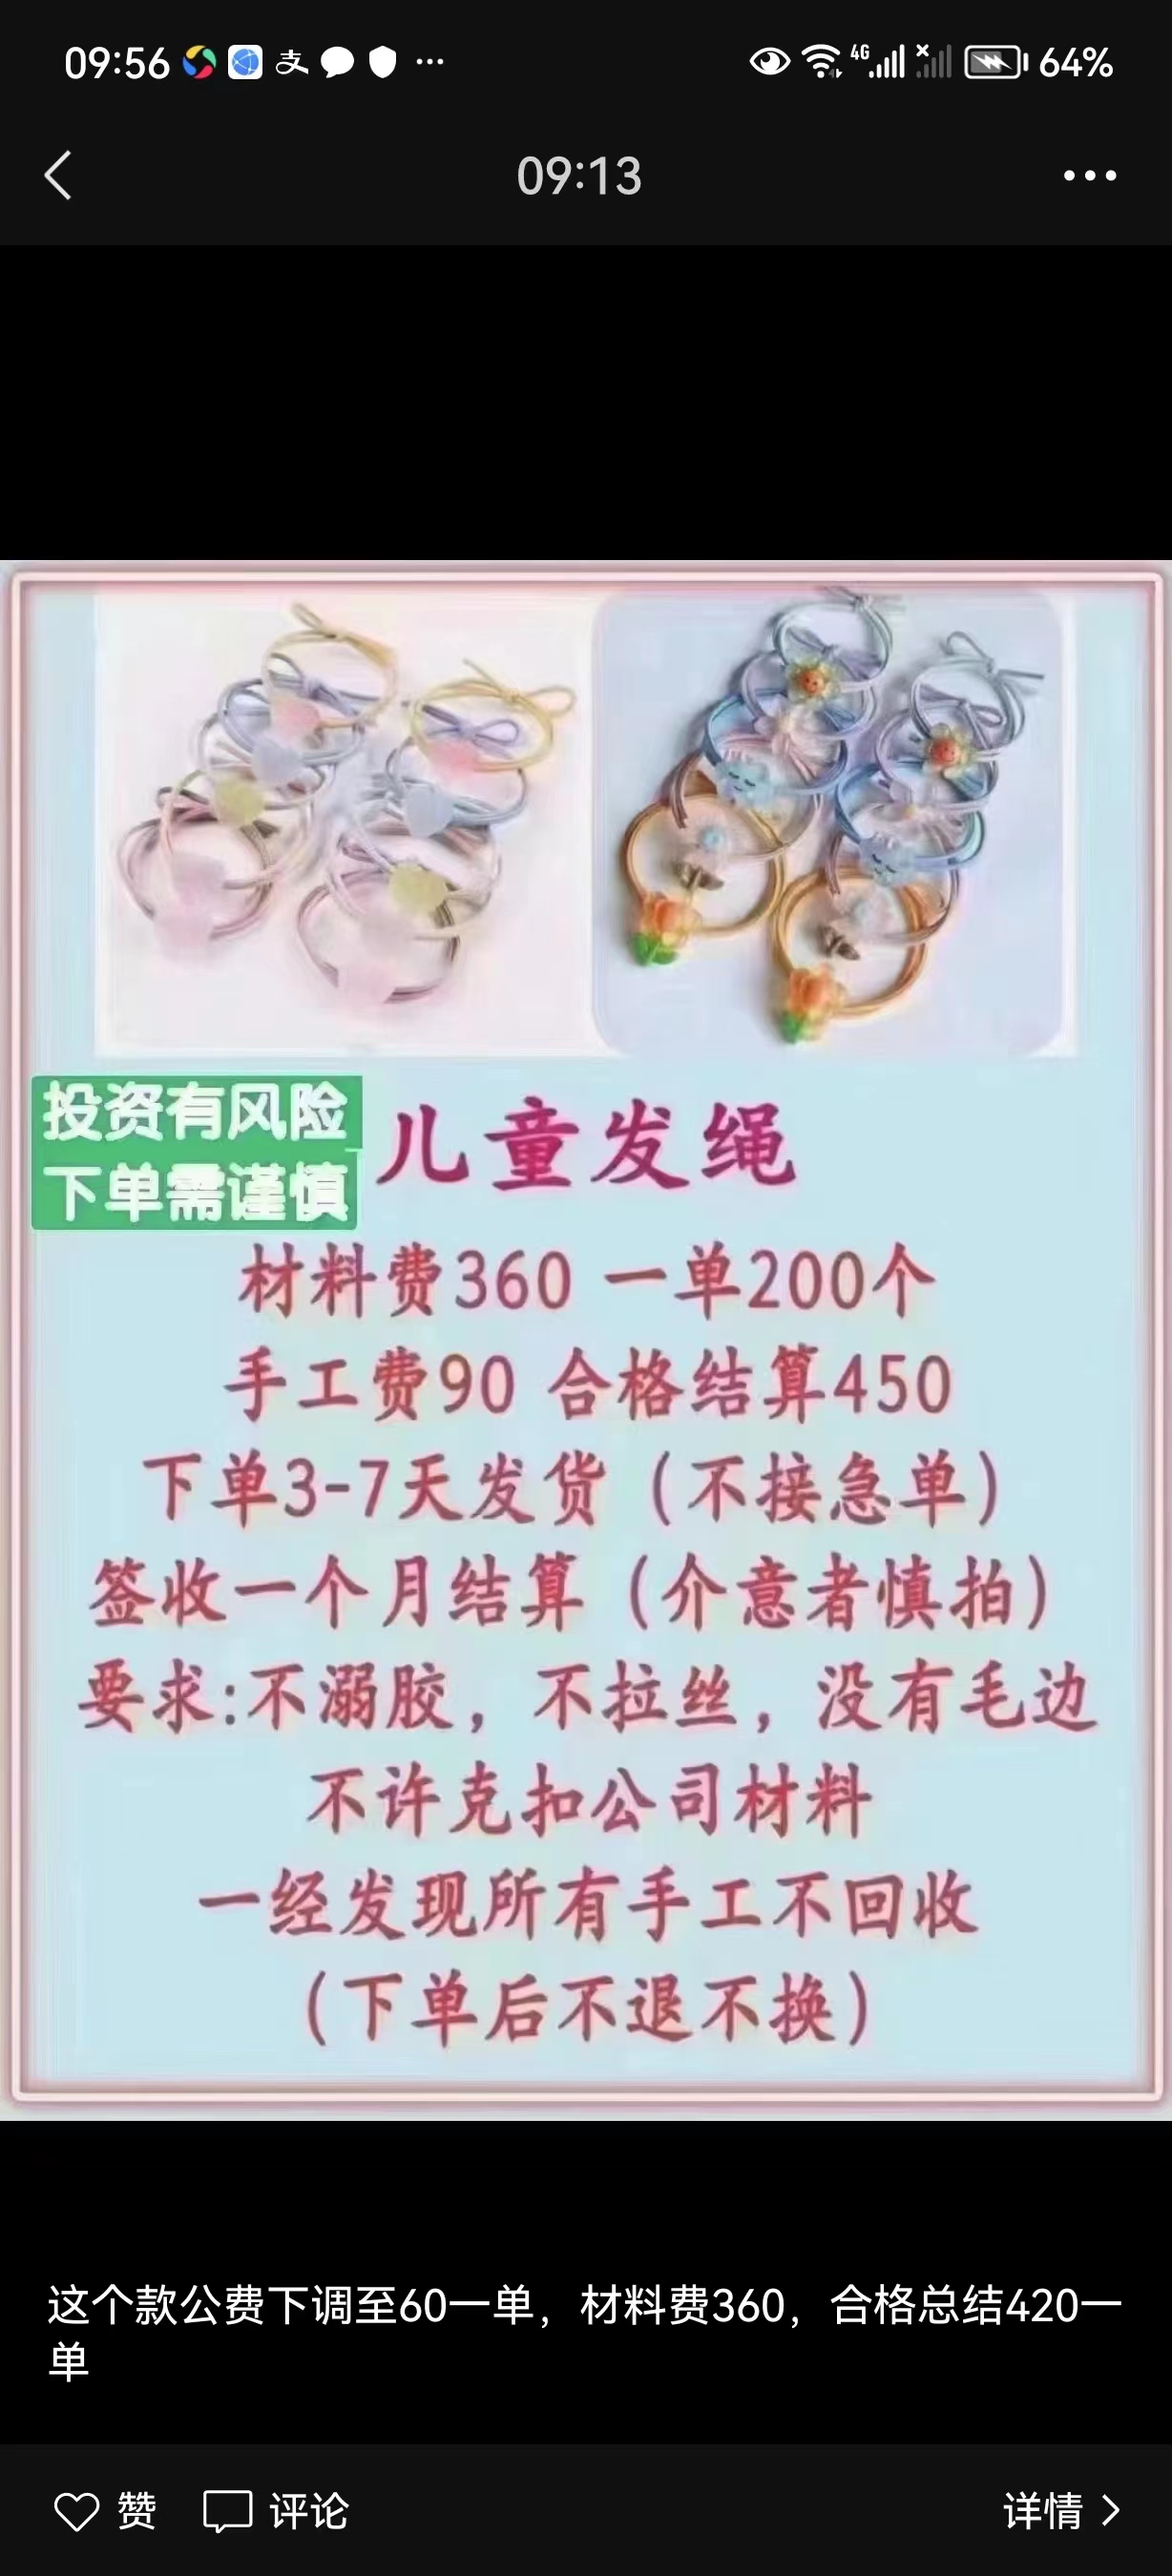 09:56
4G
64%
09:13
投资有风险
下单需谨慎
儿童发绳
材料费360 一单200个
手工费90 合格结算450
下单3-7天发货（不接急单）
签收一个月结算（介意者慎拍）
要求:不溺胶，不拉丝，没有毛边
不许克扣公司材料
一经发现所有手工不回收
（下单后不退不换）
这个款公费下调至60一单，材料费360，合格总结420一
单
赞 评论 详情